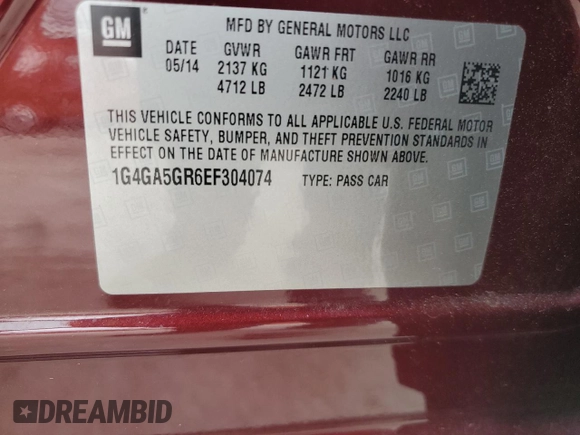 GM
MFD BY GENERAL MOTORS LLC
DATE GVWR GAWR FRT GAWR RR
05/14 2137 KG 1121 KG 1016 KG
4712 LB 2472 LB 2240 LB
THIS VEHICLE CONFORMS TO ALL APPLICABLE U.S. FEDERAL MOTOR
VEHICLE SAFETY, BUMPER, AND THEFT PREVENTION STANDARDS IN
EFFECT ON THE DATE OF MANUFACTURE SHOWN ABOVE.
1G4GA5GR6EF304074 TYPE: PASS CAR
DREAMBID